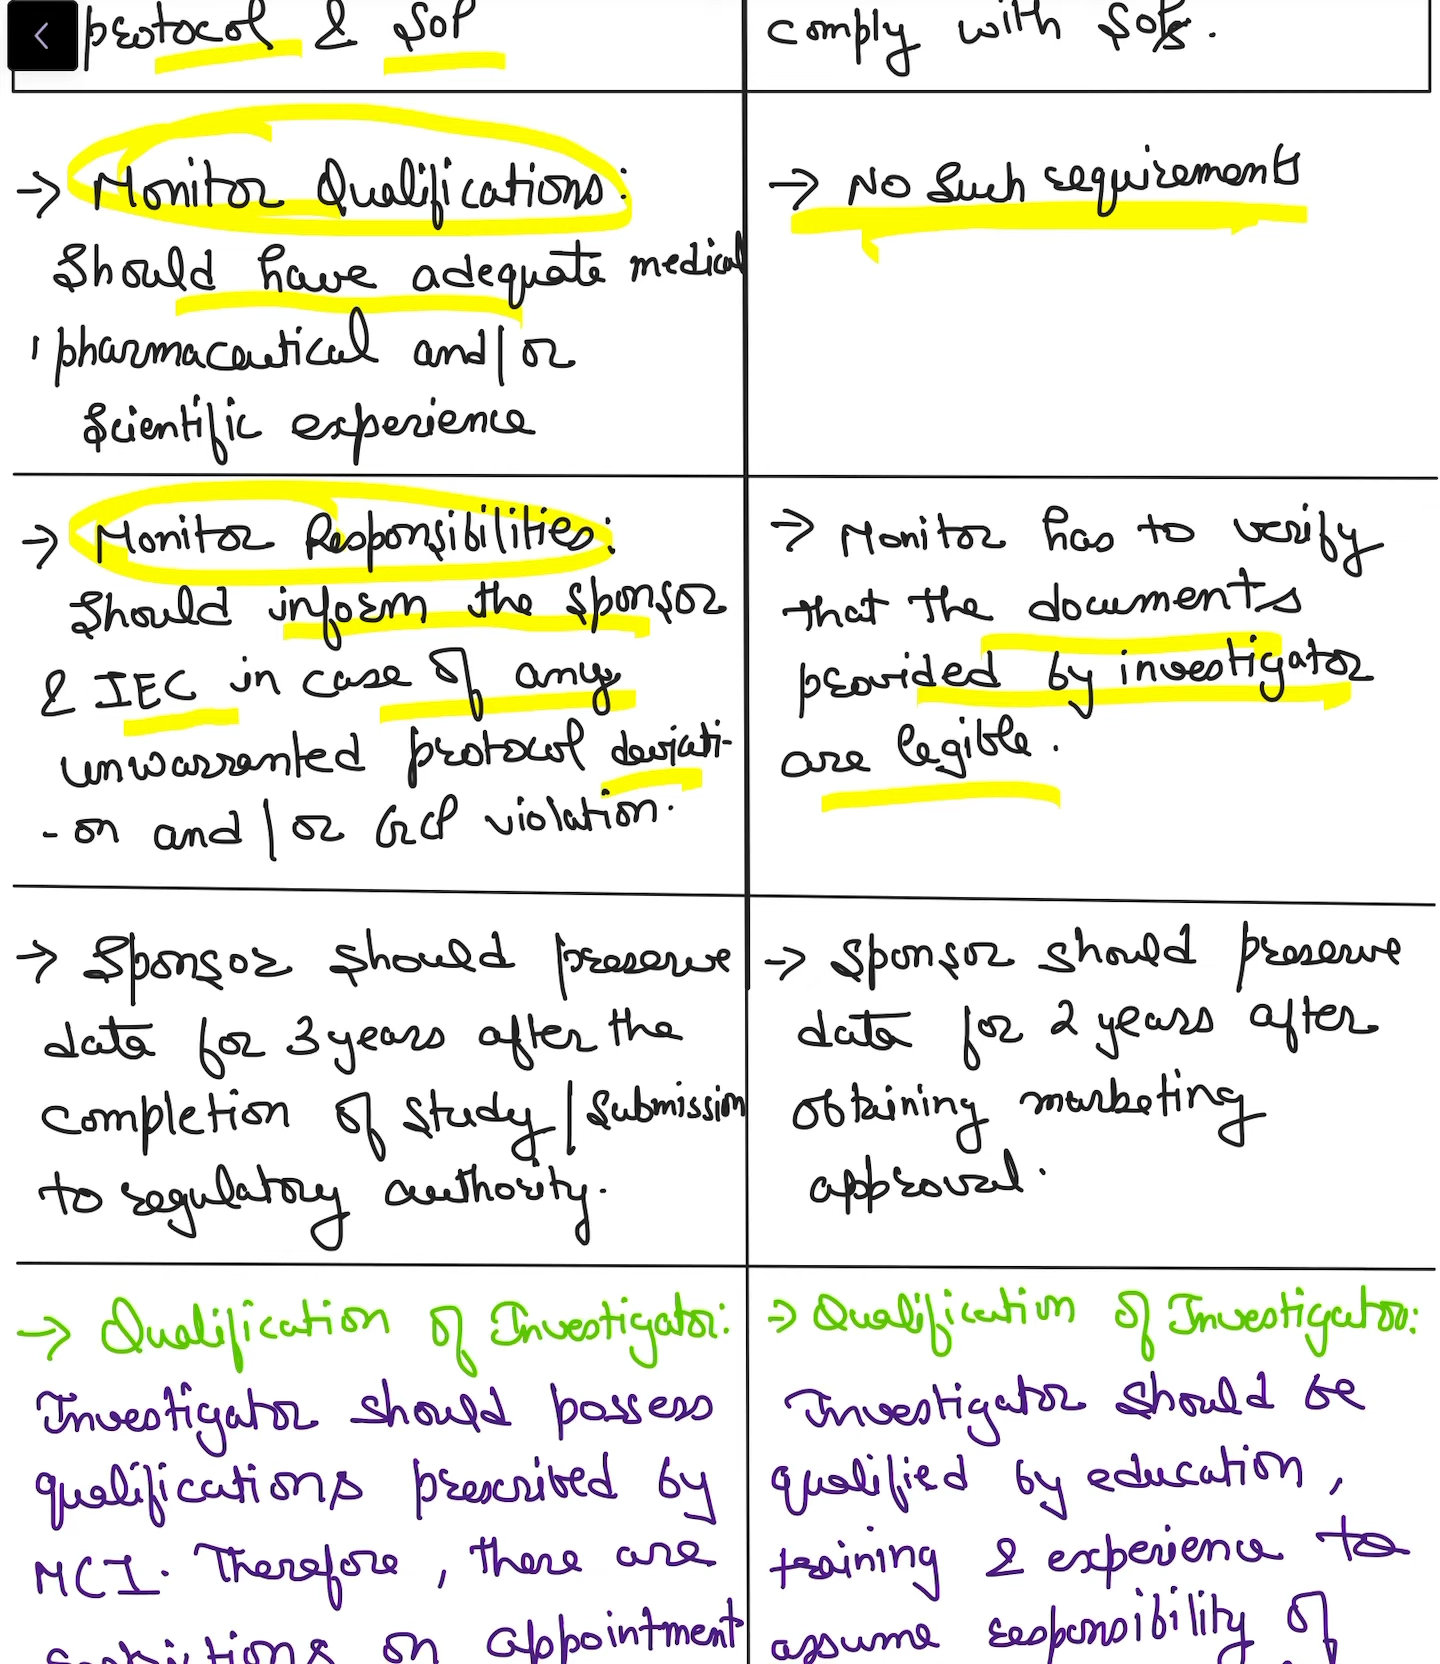 protocol & SOP
comply with SOPs.
→ Monitor Qualifications:
Should have adequate medical
, pharmaceutical and/or
Scientific experience
→ No Such requirements
→ Monitor Responsibilities:
Should inform the sponsor
& IEC in case of any
unwarranted protocol deviati-
-on and/or GCP violation.
→ Monitor has to verify
that the documents
provided by investigator
are legible.
→ Sponsor should preserve
data for 3 years after the
completion of study/Submission
to regulatory authority.
→ Sponsor should preserve
data for 2 years after
obtaining marketing
approval.
→ Qualification of Investigator:
Investigator should possess
qualifications prescribed by
MCI. Therefore, there are
on appointment
→ Qualification of Investigator:
Investigator should be
qualified by education,
training & experience to
assume responsibility of